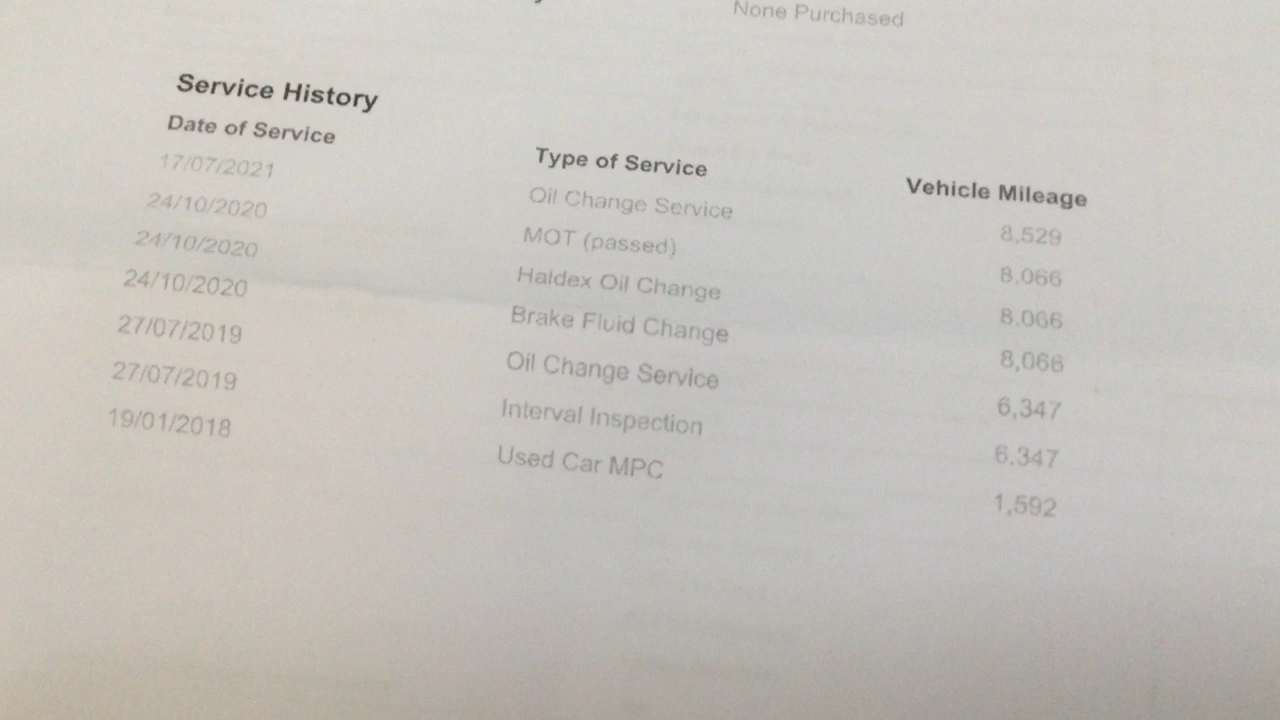 None Purchased
Service History
Date of Service Type of Service Vehicle Mileage
17/07/2021 Oil Change Service 8,529
24/10/2020 MOT (passed) 8.066
24/10/2020 Haldex Oil Change 8.066
24/10/2020 Brake Fluid Change 8,066
27/07/2019 Oil Change Service 6,347
27/07/2019 Interval Inspection 6.347
19/01/2018 Used Car MPC 1,592